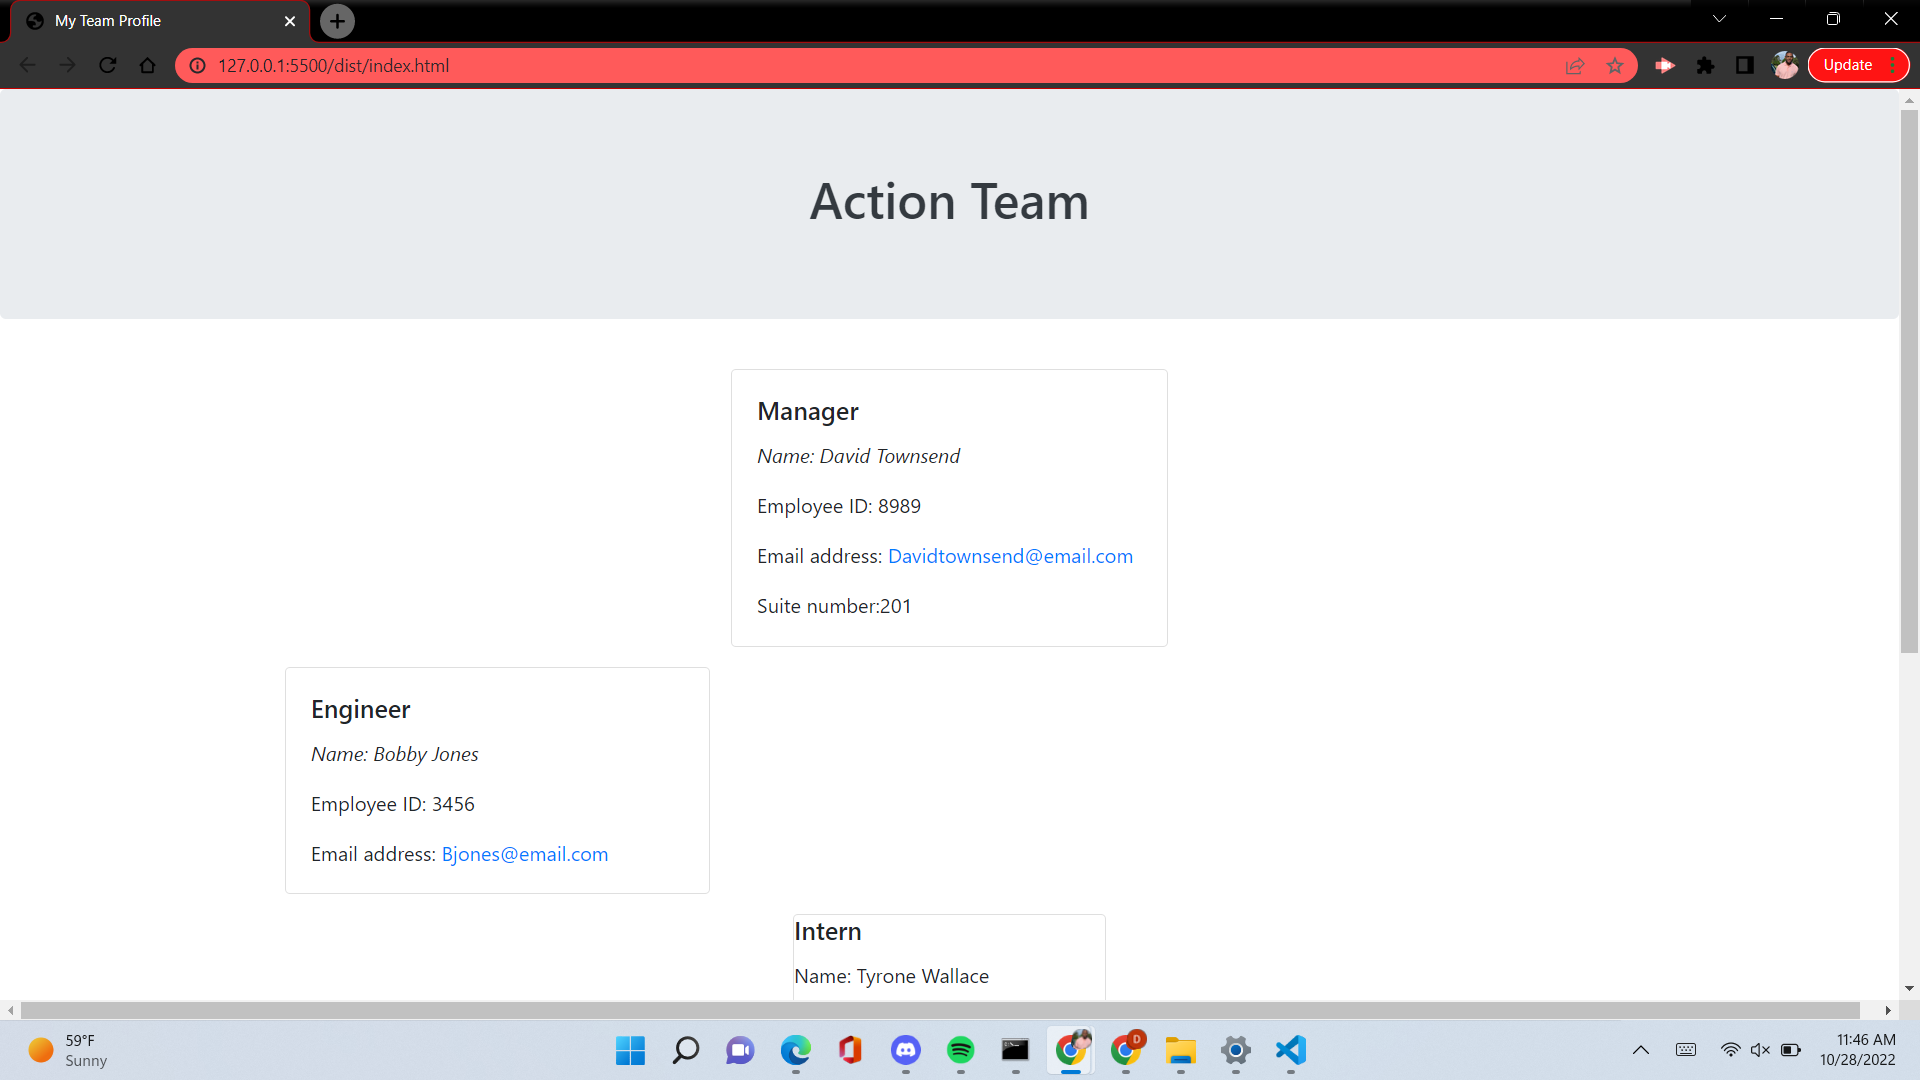 My Team Profile
127.0.0.1:5500/dist/index.html
Update
Action Team
Manager
Name: David Townsend
Employee ID: 8989
Email address: Davidtownsend@email.com
Suite number:201
Engineer
Name: Bobby Jones
Employee ID: 3456
Email address: Bjones@email.com
Intern
Name: Tyrone Wallace
59°F
Sunny
D
11:46 AM
10/28/2022